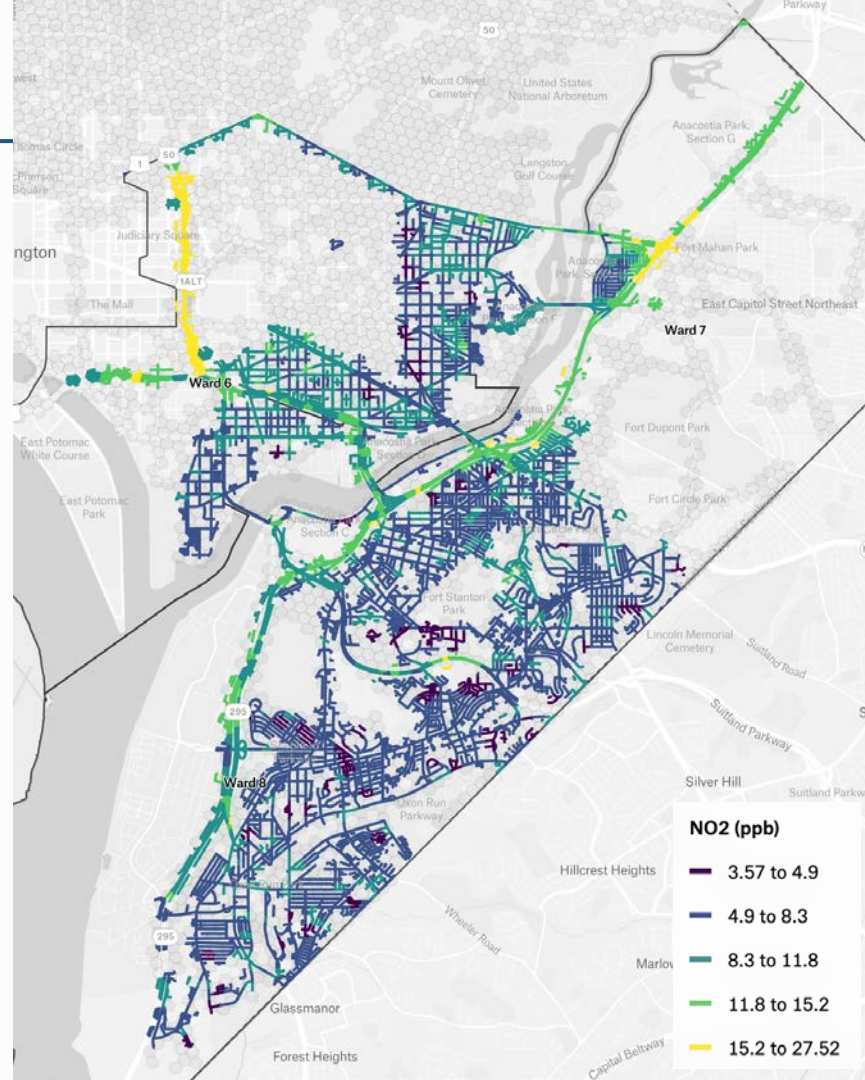 Parkway
50
west
Mount Olivet
Cemetery
United States
National Arboretum
Anacostia Park,
Section G
Thomas Circle
50
1
McPherson
Square
Langston
Golf Course
Judiciary Square
ngton
Fort Mahan Park
Anacostia
1ALT
The Mall
East Capitol Street Northeast
Ward 7
Ward 6
East Potomac
White Course
Fort Dupont Park
East Potomac
Park
Fort Circle Park
Anacostia Park
Section C
Fort Stanton
Park
Lincoln Memorial
Cemetery
Suitland Road
295
Suitland Parkway
Silver Hill
Suitland Parkw
Ward 8
Oxon Run
Parkway
NO2 (ppb)
3.57 to 4.9
4.9 to 8.3
8.3 to 11.8
11.8 to 15.2
15.2 to 27.52
Hillcrest Heights
Wheeler Road
295
Marlow
Glassmanor
Forest Heights
Capital Beltway